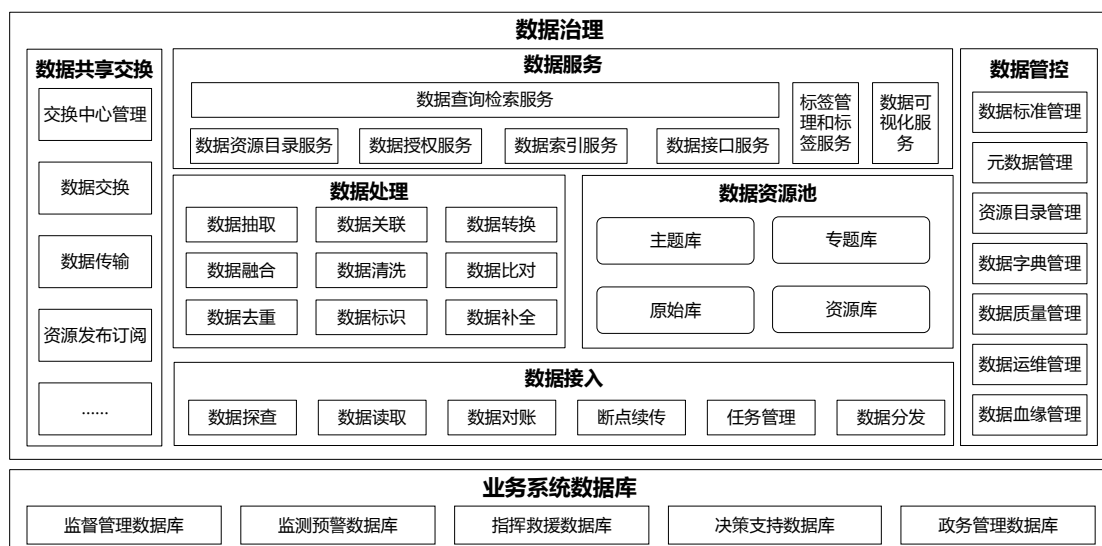 数据治理
数据共享交换
交换中心管理
数据交换
数据传输
资源发布订阅
......
数据服务
数据查询检索服务
数据资源目录服务
数据授权服务
数据索引服务
数据接口服务
标签管
理和标
签服务
数据可
视化服
务
数据处理
数据抽取
数据关联
数据转换
数据融合
数据清洗
数据比对
数据去重
数据标识
数据补全
数据资源池
主题库
专题库
原始库
资源库
数据接入
数据探查
数据读取
数据对账
断点续传
任务管理
数据分发
数据管控
数据标准管理
元数据管理
资源目录管理
数据字典管理
数据质量管理
数据运维管理
数据血缘管理
业务系统数据库
监督管理数据库
监测预警数据库
指挥救援数据库
决策支持数据库
政务管理数据库